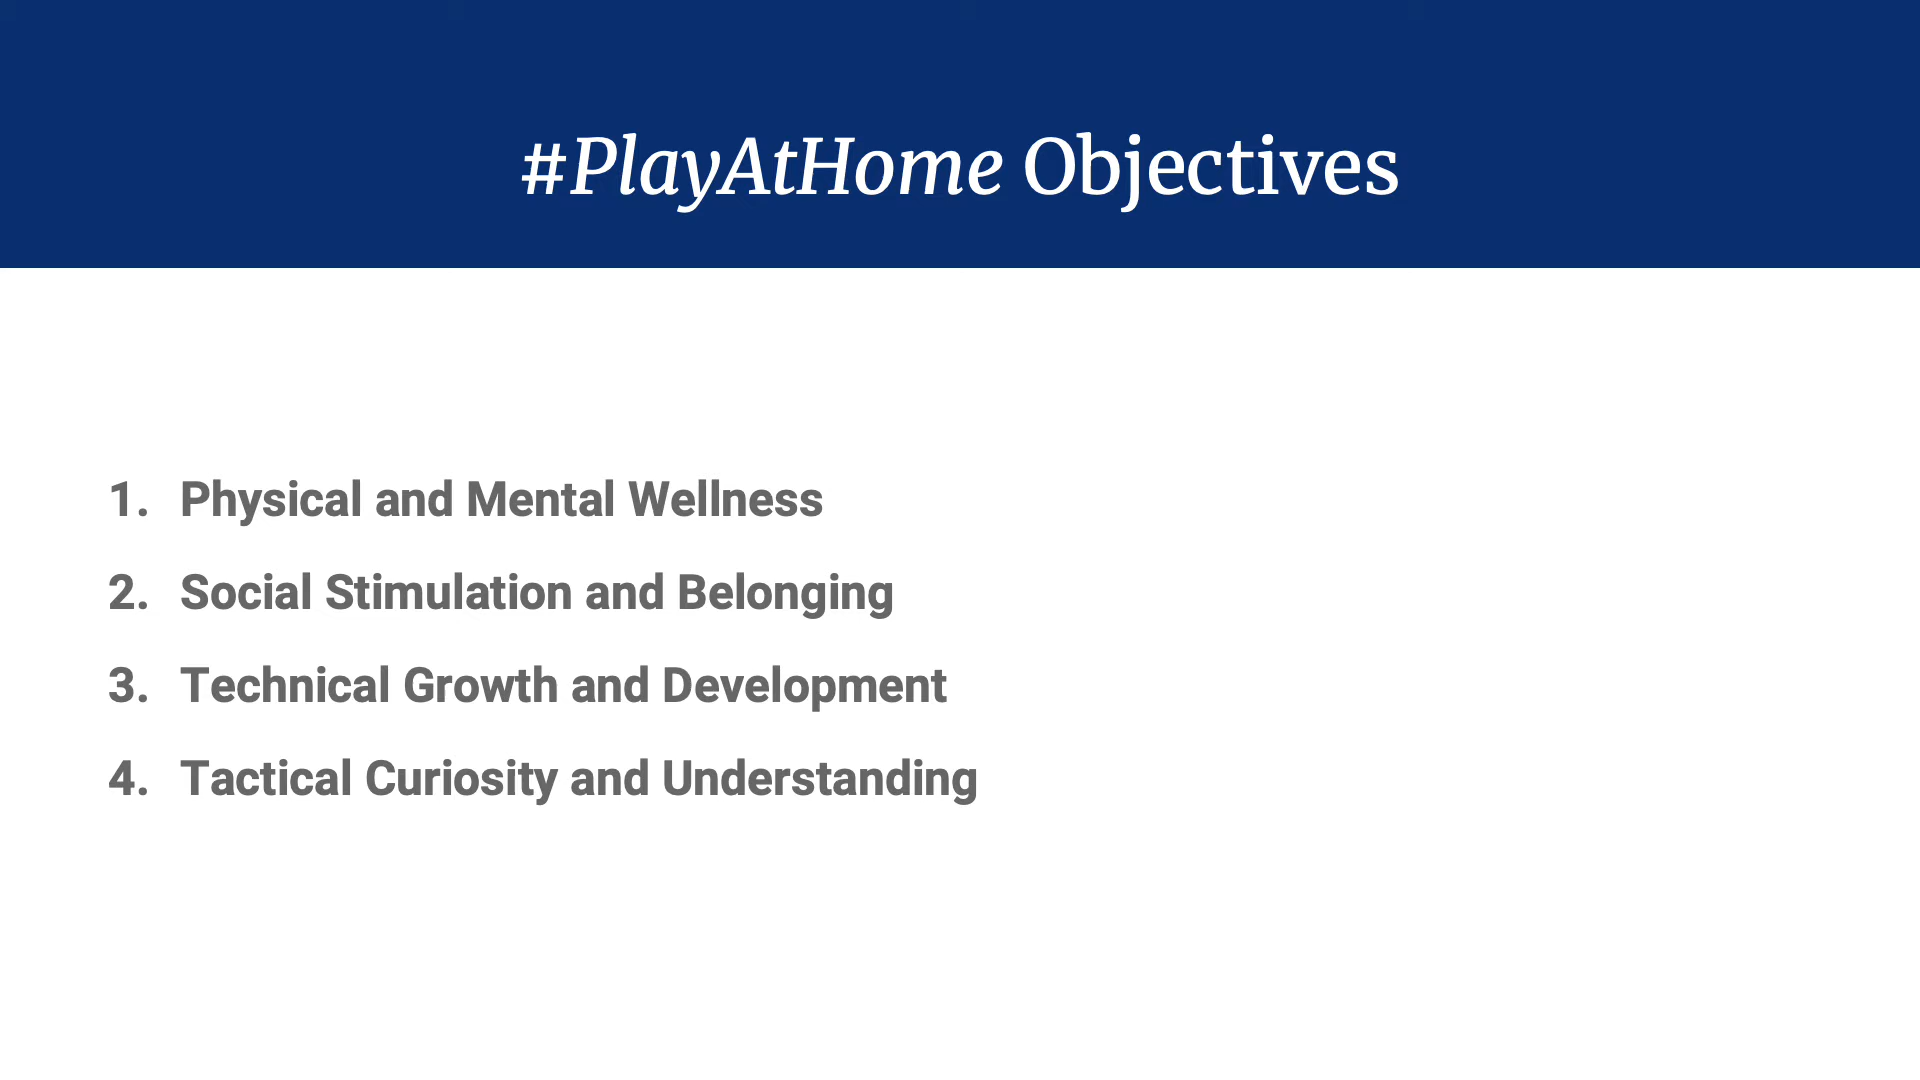 #PlayAtHome Objectives
1. Physical and Mental Wellness
2. Social Stimulation and Belonging
3. Technical Growth and Development
4. Tactical Curiosity and Understanding